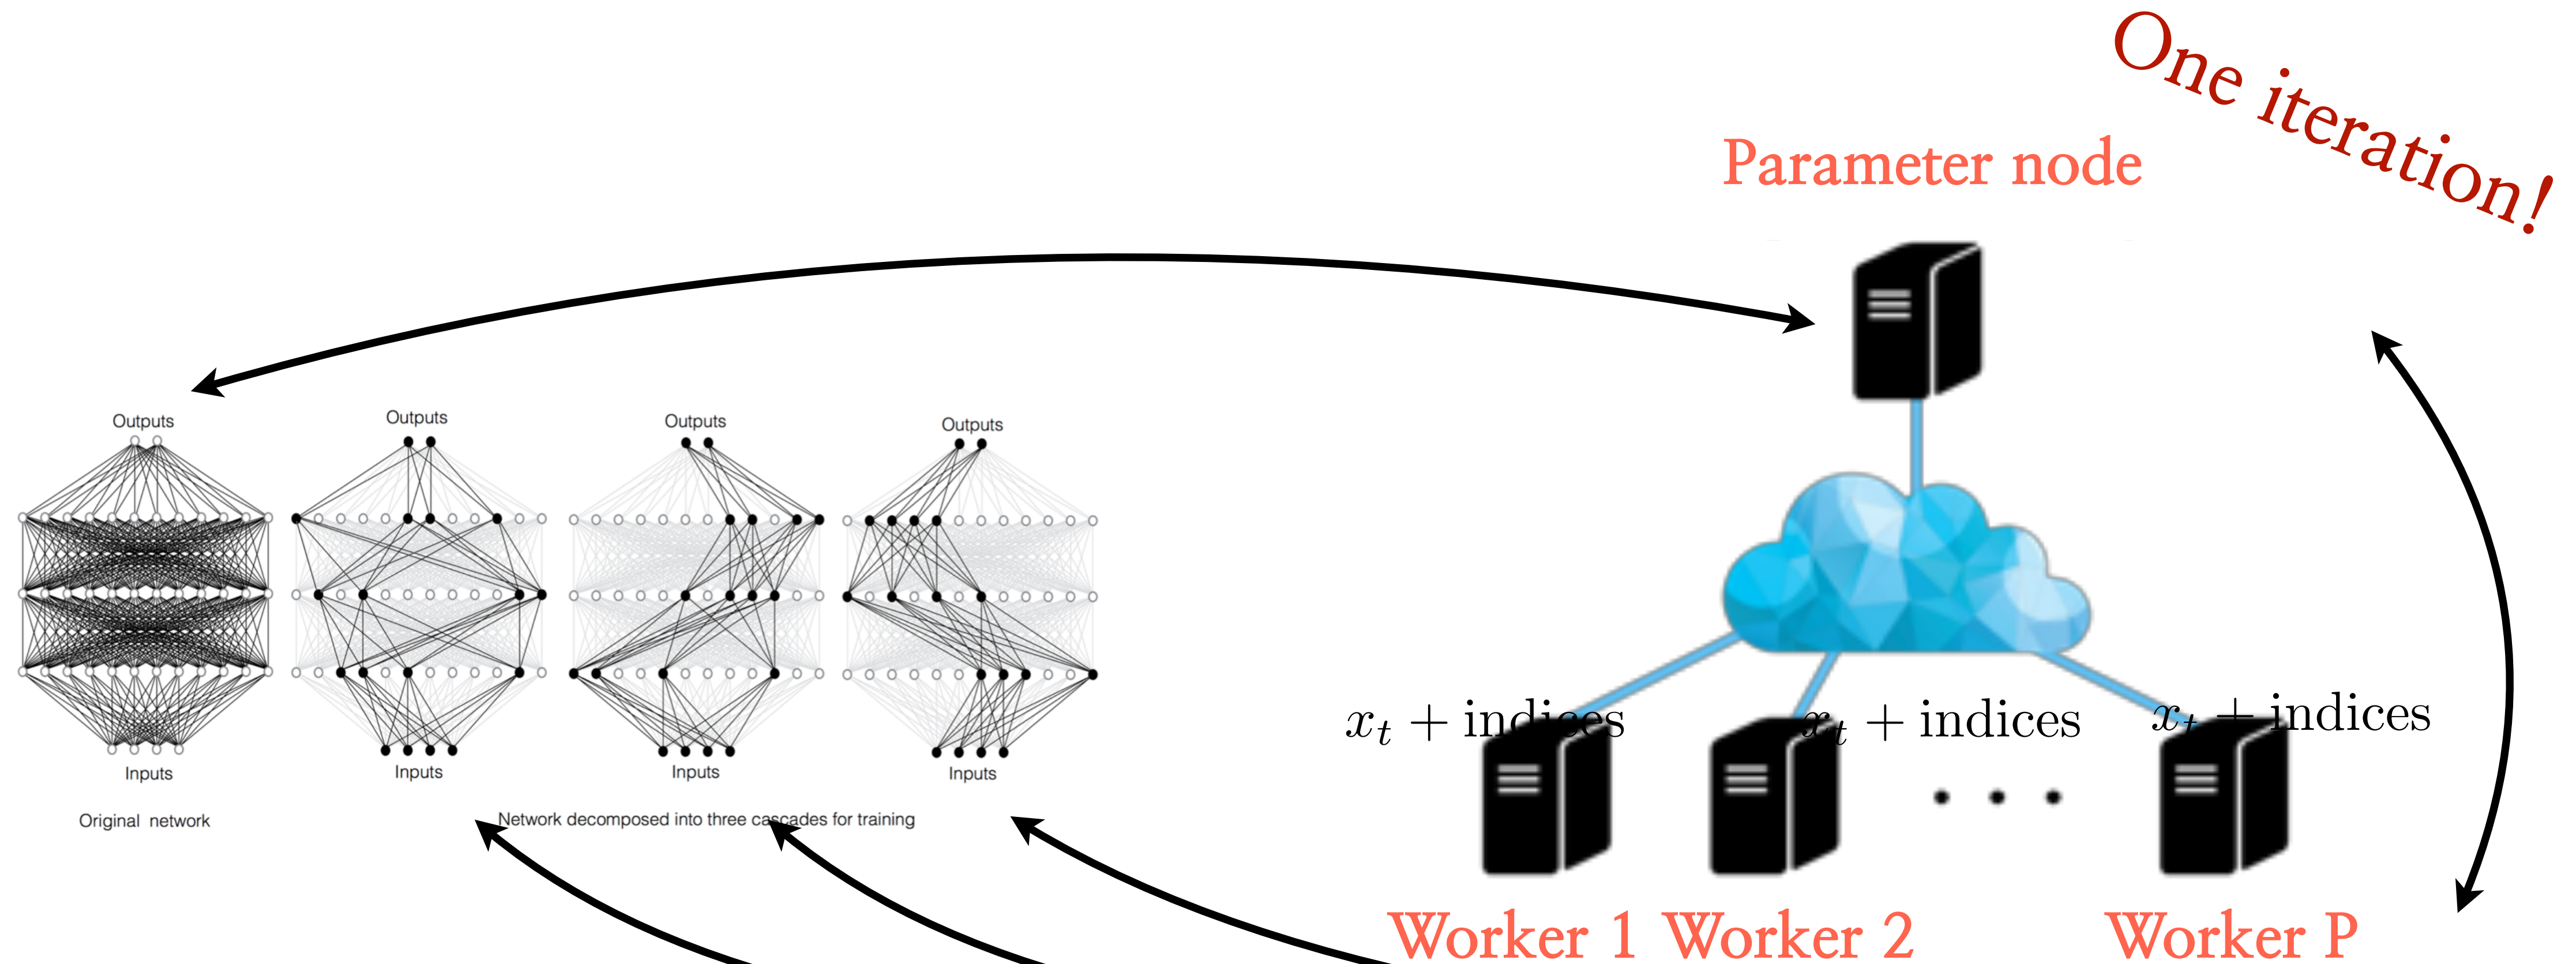 One iteration!
Parameter node
Outputs
Outputs
Outputs
Outputs
Inputs
Inputs
Inputs
Inputs
Original network
Network decomposed into three cascades for training
x_t + indices
x_t + indices
x_t + indices
Worker 1
Worker 2
Worker P